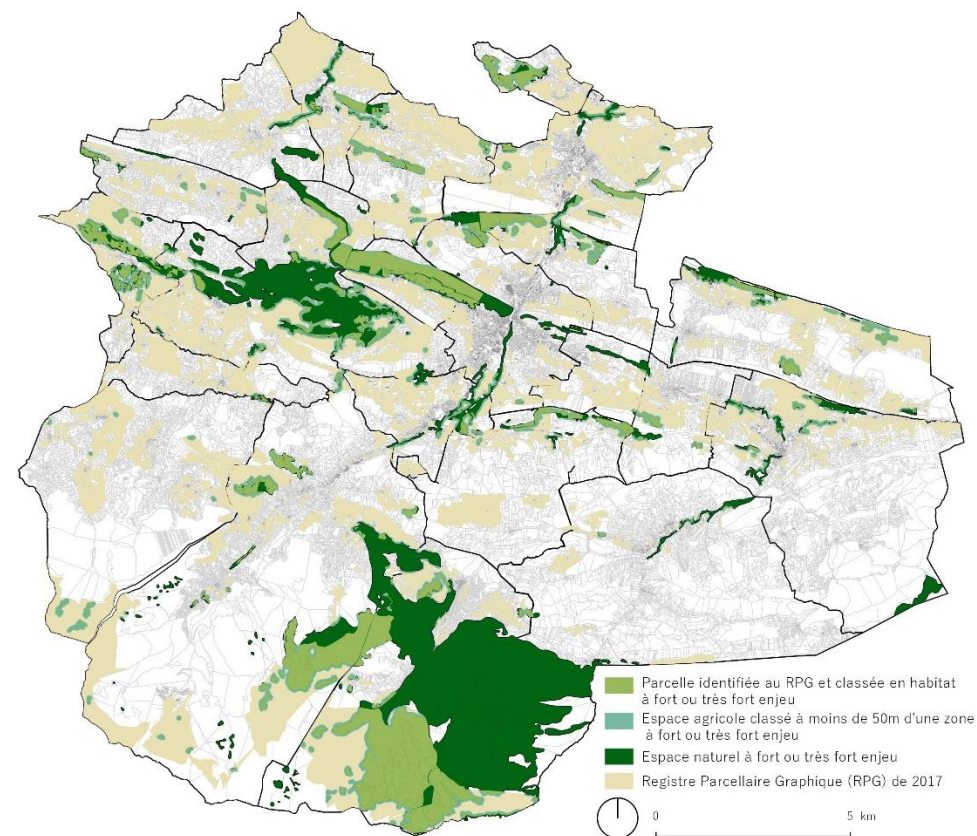 Parcelle identifiée au RPG et classée en habitat
à fort ou très fort enjeu
Espace agricole classé à moins de 50m d'une zone
à fort ou très fort enjeu
Espace naturel à fort ou très fort enjeu
Registre Parcellaire Graphique (RPG) de 2017
0 5 km